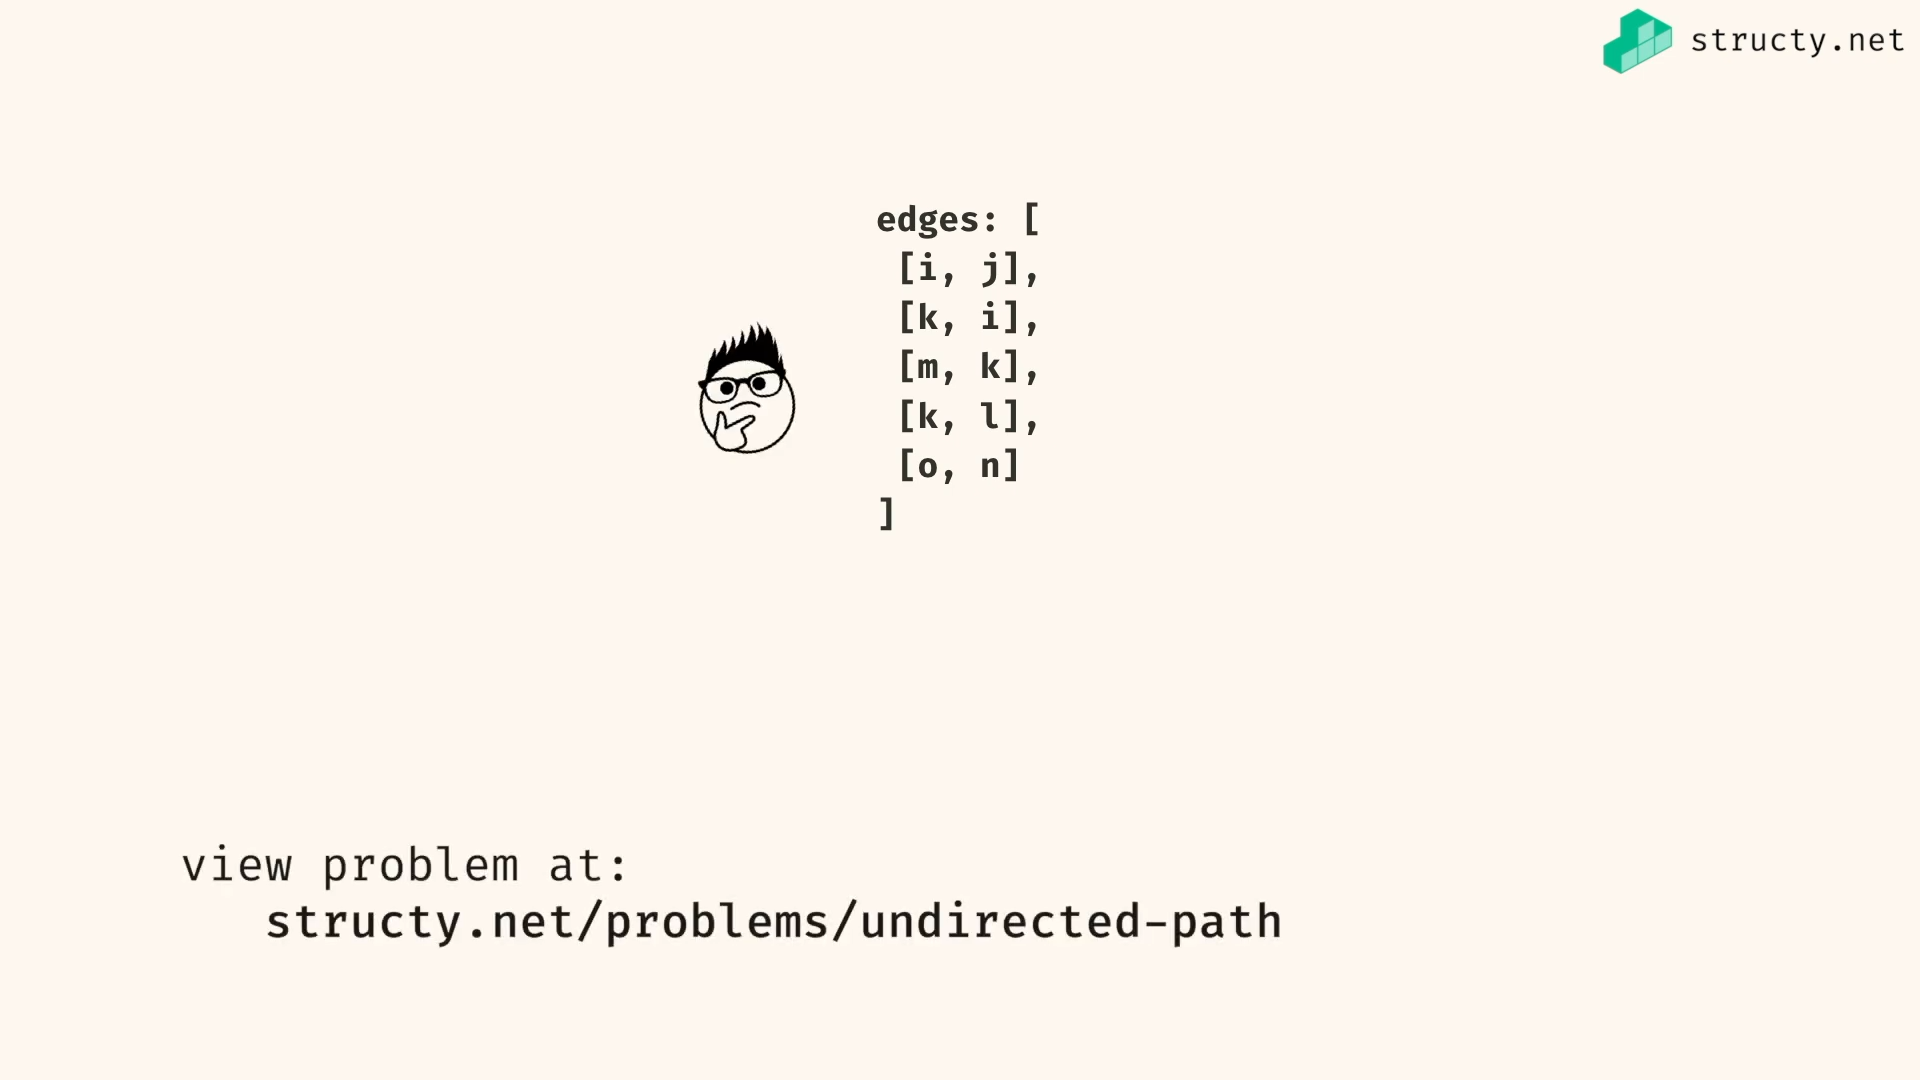 structy.net
edges: [
[i, j],
[k, i],
[m, k],
[k, l],
[o, n]
]
view problem at:
structy.net/problems/undirected-path